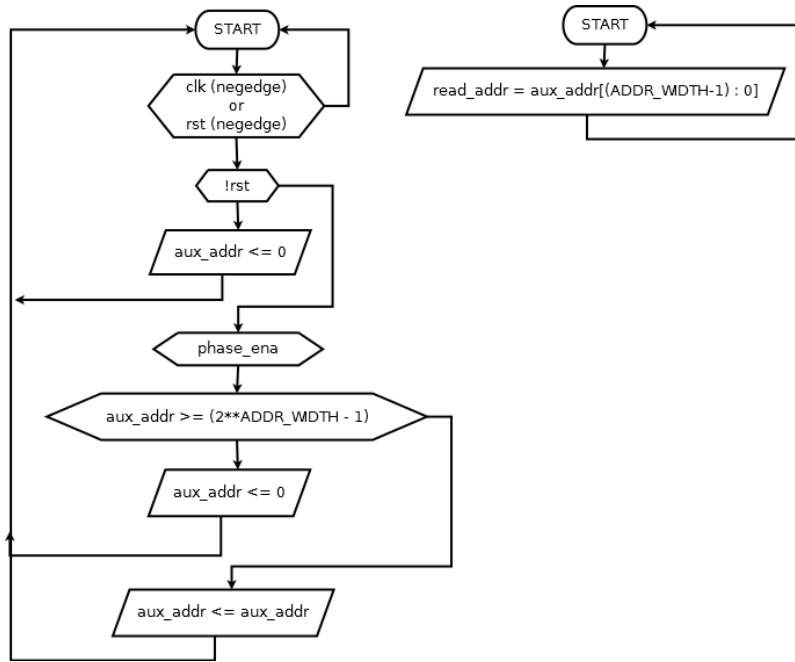 START
clk (negedge)
or
rst (negedge)
!rst
aux_addr <= 0
phase_ena
aux_addr >= (2**ADDR_WIDTH - 1)
aux_addr <= 0
aux_addr <= aux_addr
START
read_addr = aux_addr[(ADDR_WIDTH-1) : 0]